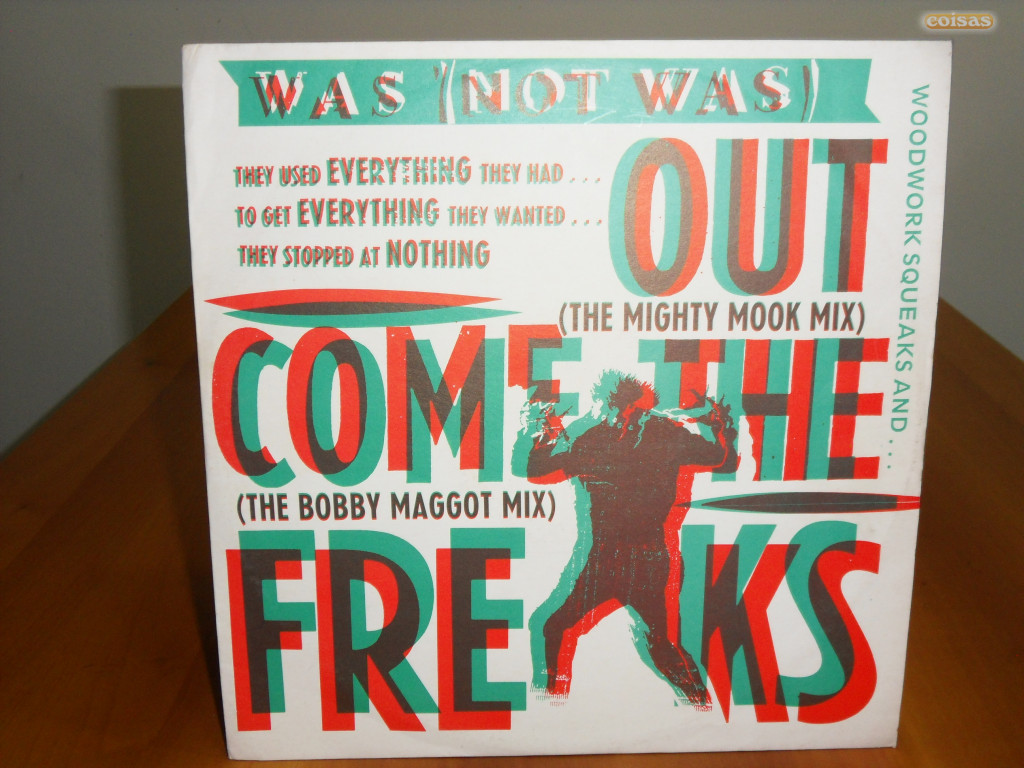 coisas
WAS (NOT WAS)
WOODWORK SQUEAKS AND...
THEY USED EVERYTHING THEY HAD...
TO GET EVERYTHING THEY WANTED...
THEY STOPPED AT NOTHING
OUT
(THE MIGHTY MOOK MIX)
COME THE
(THE BOBBY MAGGOT MIX)
FREAKS